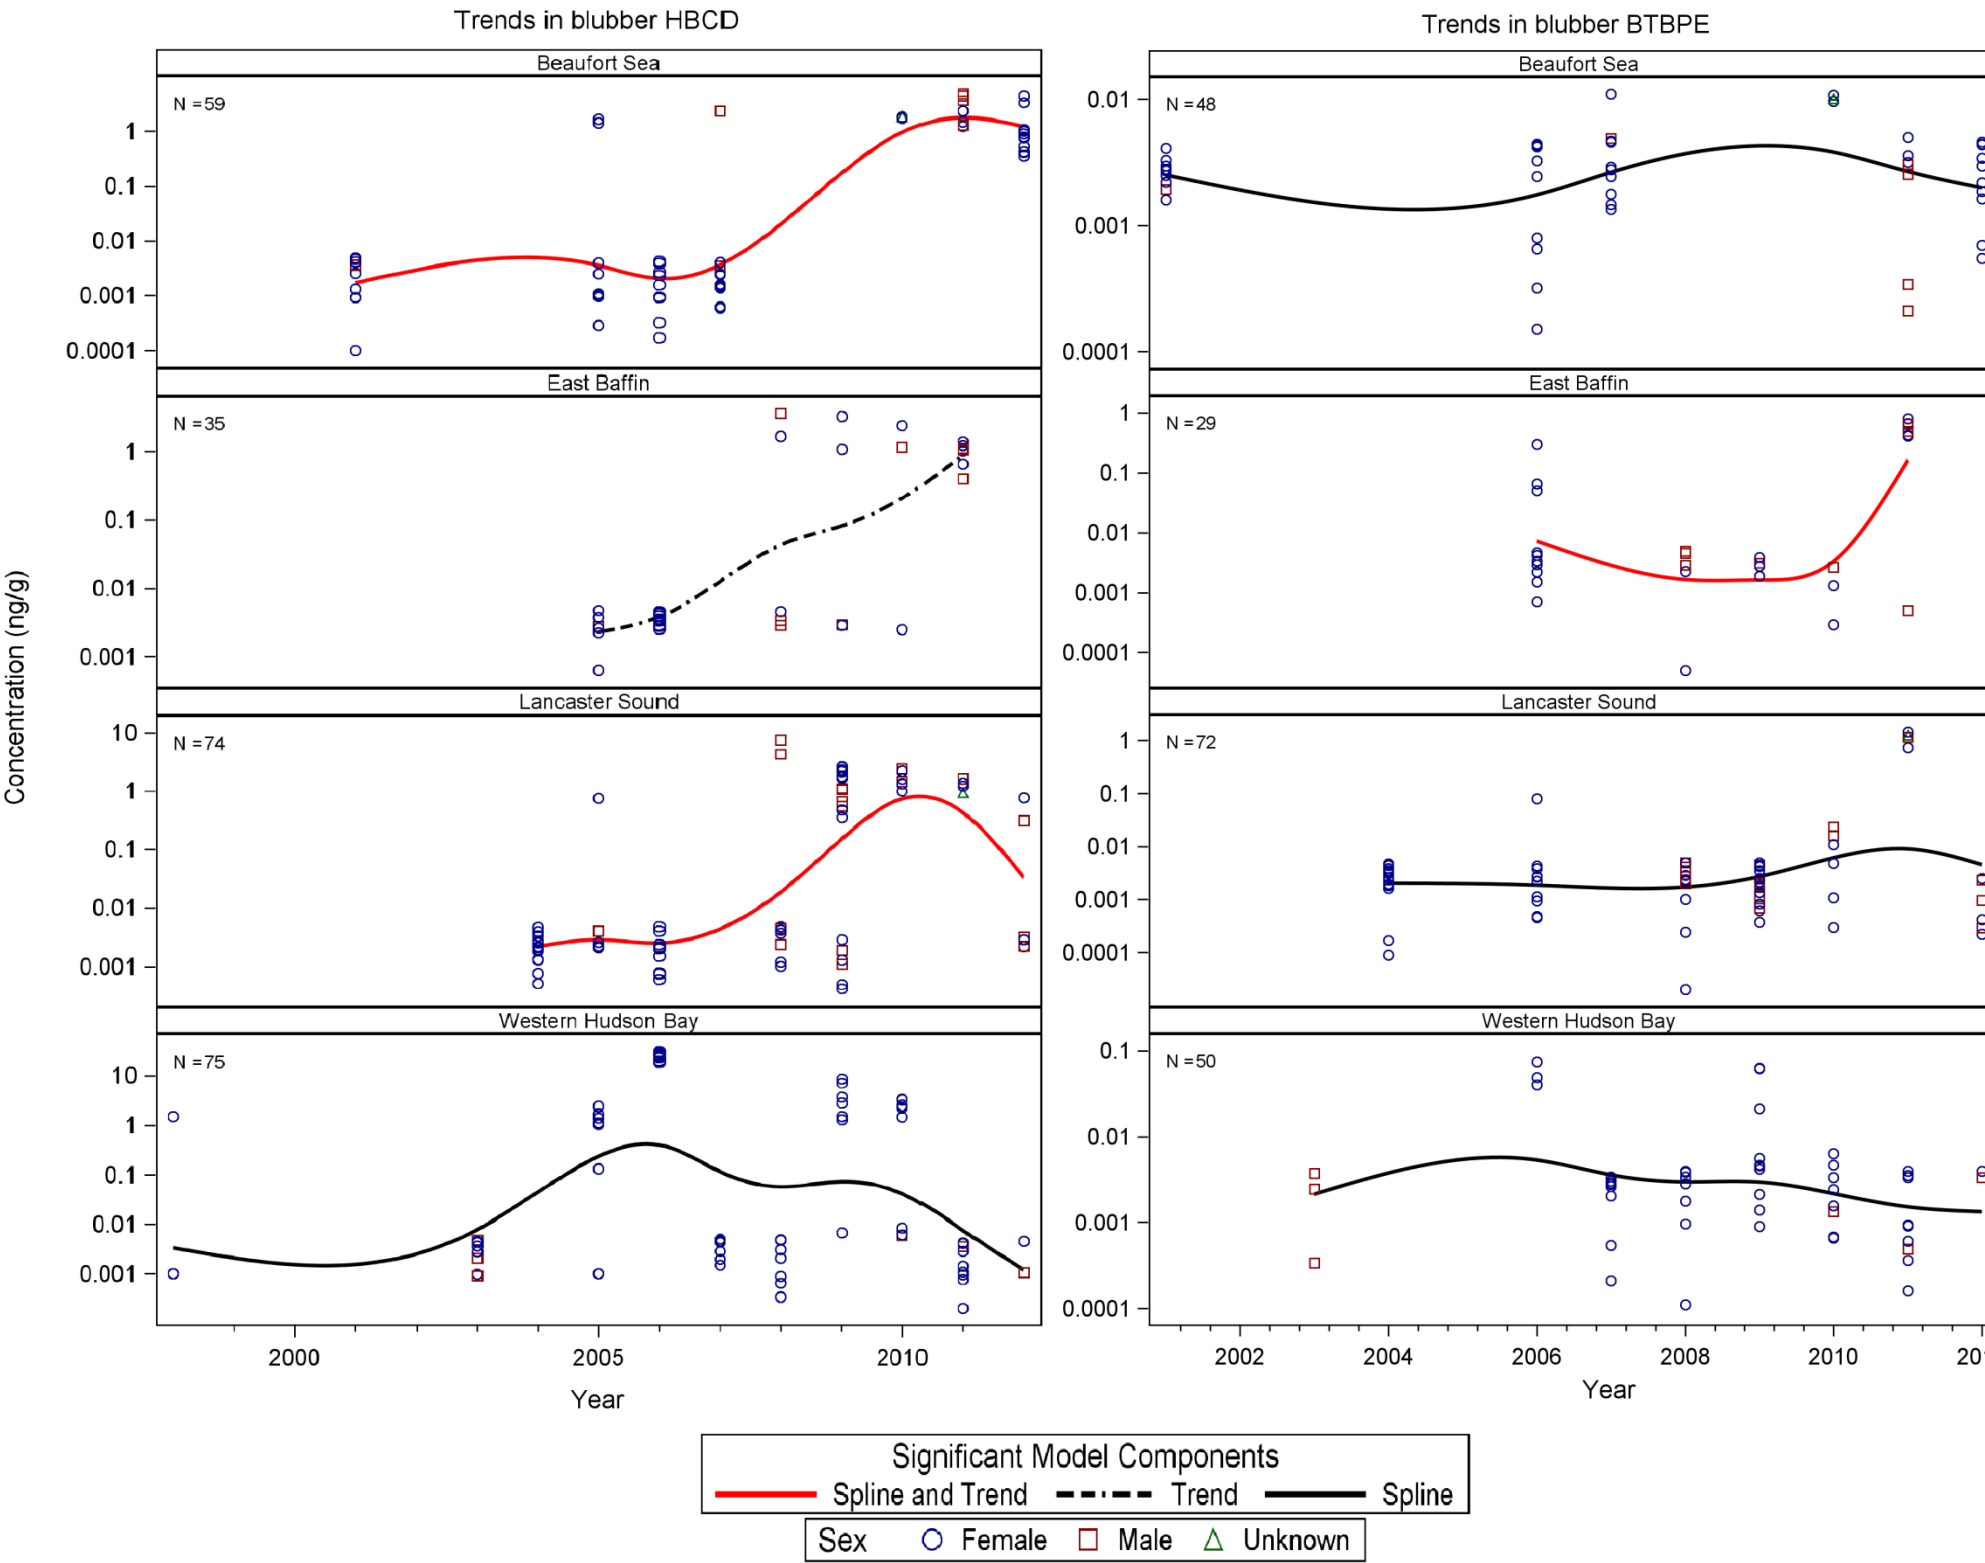 Trends in blubber HBCD
Beaufort Sea
N =59
1
0.1
0.01
0.001
0.0001
East Baffin
N =35
1
0.1
0.01
0.001
Lancaster Sound
N =74
10
1
0.1
0.01
0.001
Western Hudson Bay
N =75
10
1
0.1
0.01
0.001
2000 2005 2010
Year
Concentration (ng/g)
Trends in blubber BTBPE
Beaufort Sea
N =48
0.01
0.001
0.0001
East Baffin
N =29
1
0.1
0.01
0.001
0.0001
Lancaster Sound
N =72
1
0.1
0.01
0.001
0.0001
Western Hudson Bay
N =50
0.1
0.01
0.001
0.0001
2002 2004 2006 2008 2010
Year
Significant Model Components
Spline and Trend Trend Spline
Sex Female Male Unknown